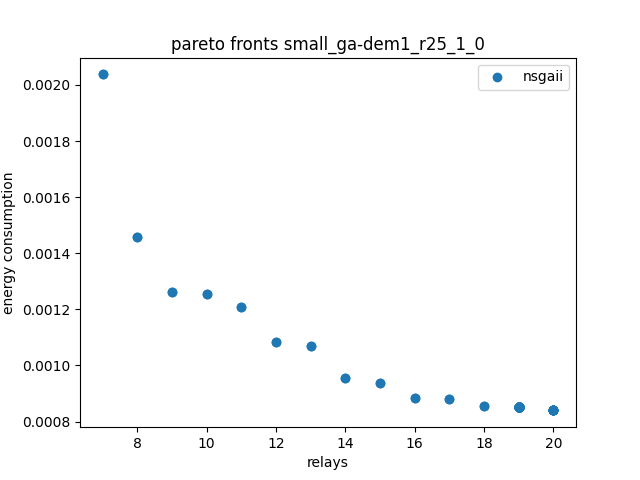 pareto fronts small_ga-dem1_r25_1_0
nsgaii
energy consumption
0.0020
0.0018
0.0016
0.0014
0.0012
0.0010
0.0008
8 10 12 14 16 18 20
relays